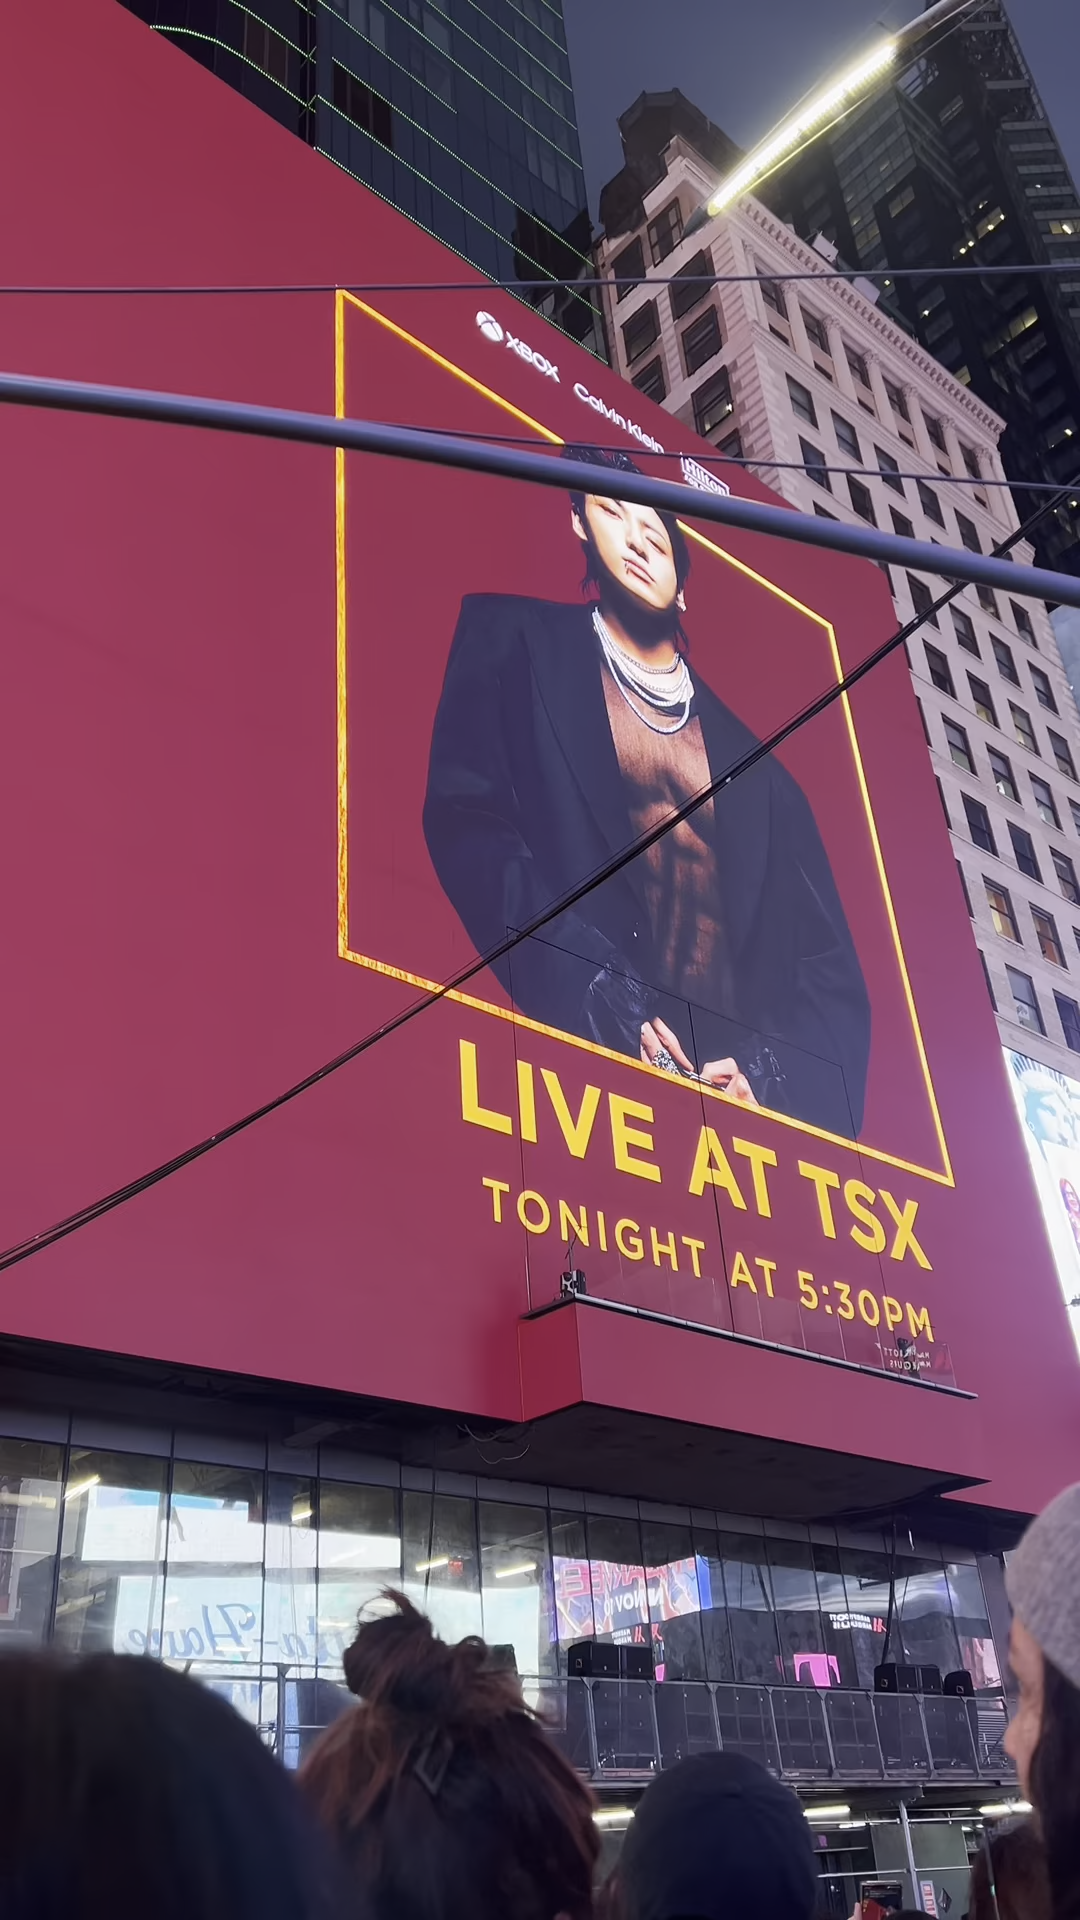 XBOX
Calvin Klein
Hilton
LIVE AT TSX
TONIGHT AT 5:30PM